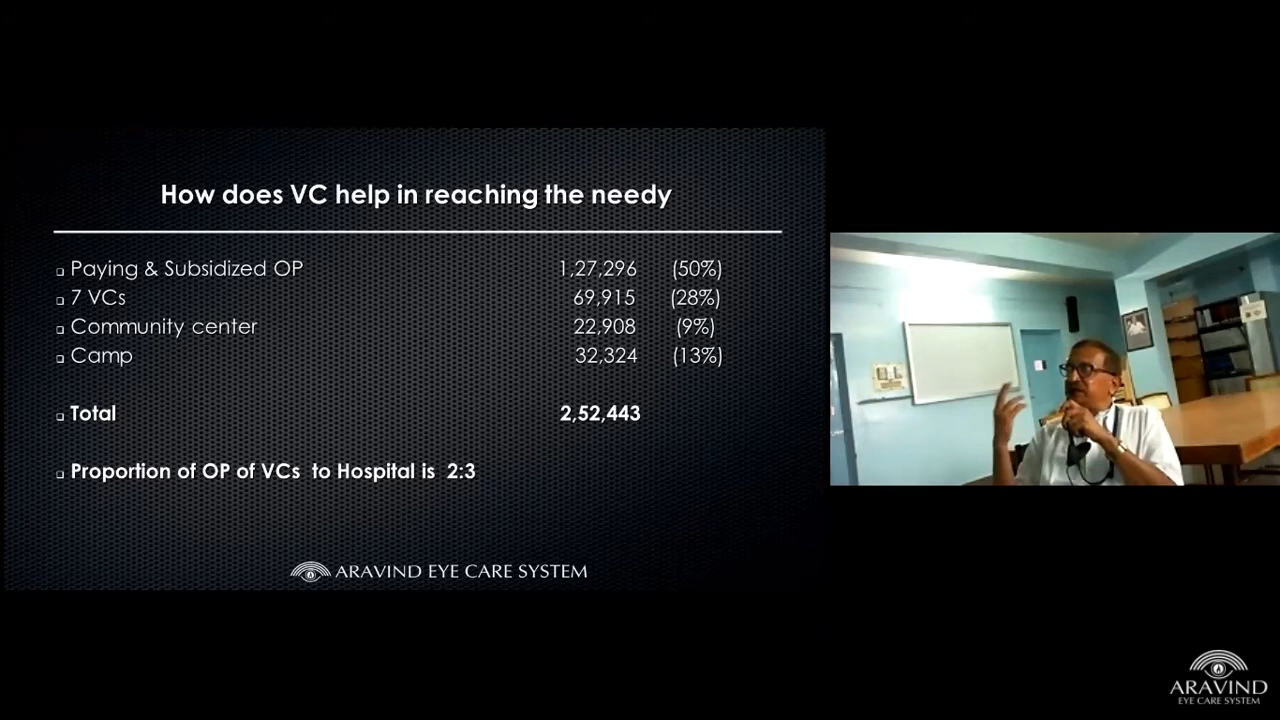 How does VC help in reaching the needy
Paying & Subsidized OP 1,27,296 (50%)
7 VCs 69,915 (28%)
Community center 22,908 (9%)
Camp 32,324 (13%)
Total 2,52,443
Proportion of OP of VCs to Hospital is 2:3
ARAVIND EYE CARE SYSTEM
ARAVIND
EYE CARE SYSTEM